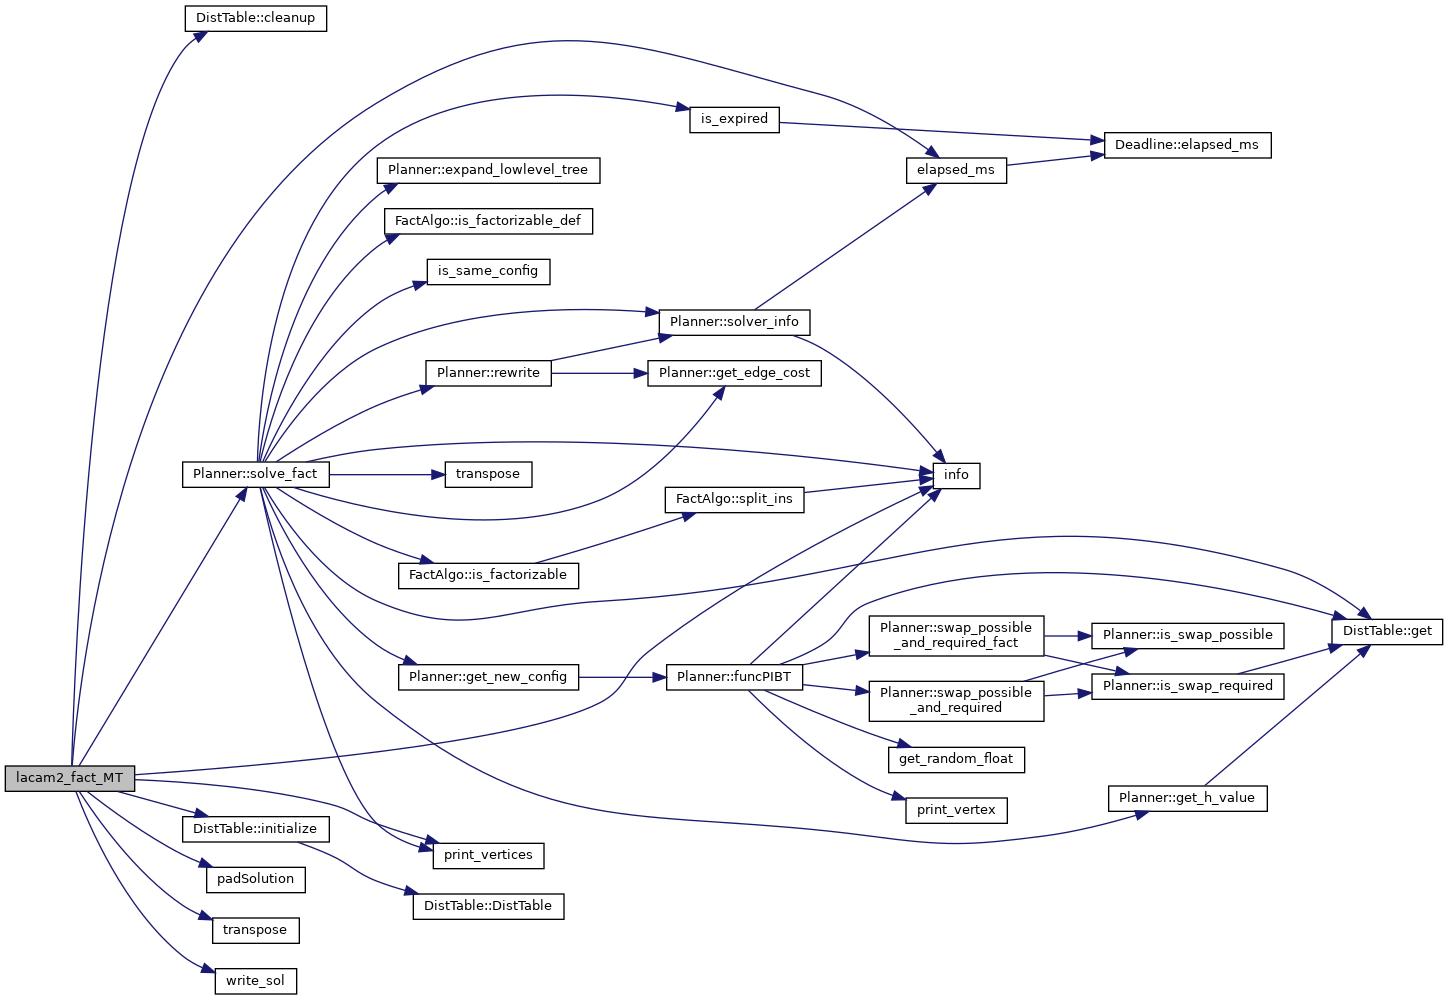 DistTable::cleanup
is_expired
Deadline::elapsed_ms
Planner::expand_lowlevel_tree
elapsed_ms
FactAlgo::is_factorizable_def
is_same_config
Planner::solver_info
Planner::rewrite
Planner::get_edge_cost
Planner::solve_fact
transpose
info
FactAlgo::split_ins
FactAlgo::is_factorizable
Planner::swap_possible
_and_required_fact
Planner::is_swap_possible
DistTable::get
Planner::get_new_config
Planner::funcPIBT
Planner::swap_possible
_and_required
Planner::is_swap_required
get_random_float
lacam2_fact_MT
Planner::get_h_value
print_vertex
DistTable::initialize
print_vertices
padSolution
DistTable::DistTable
transpose
write_sol